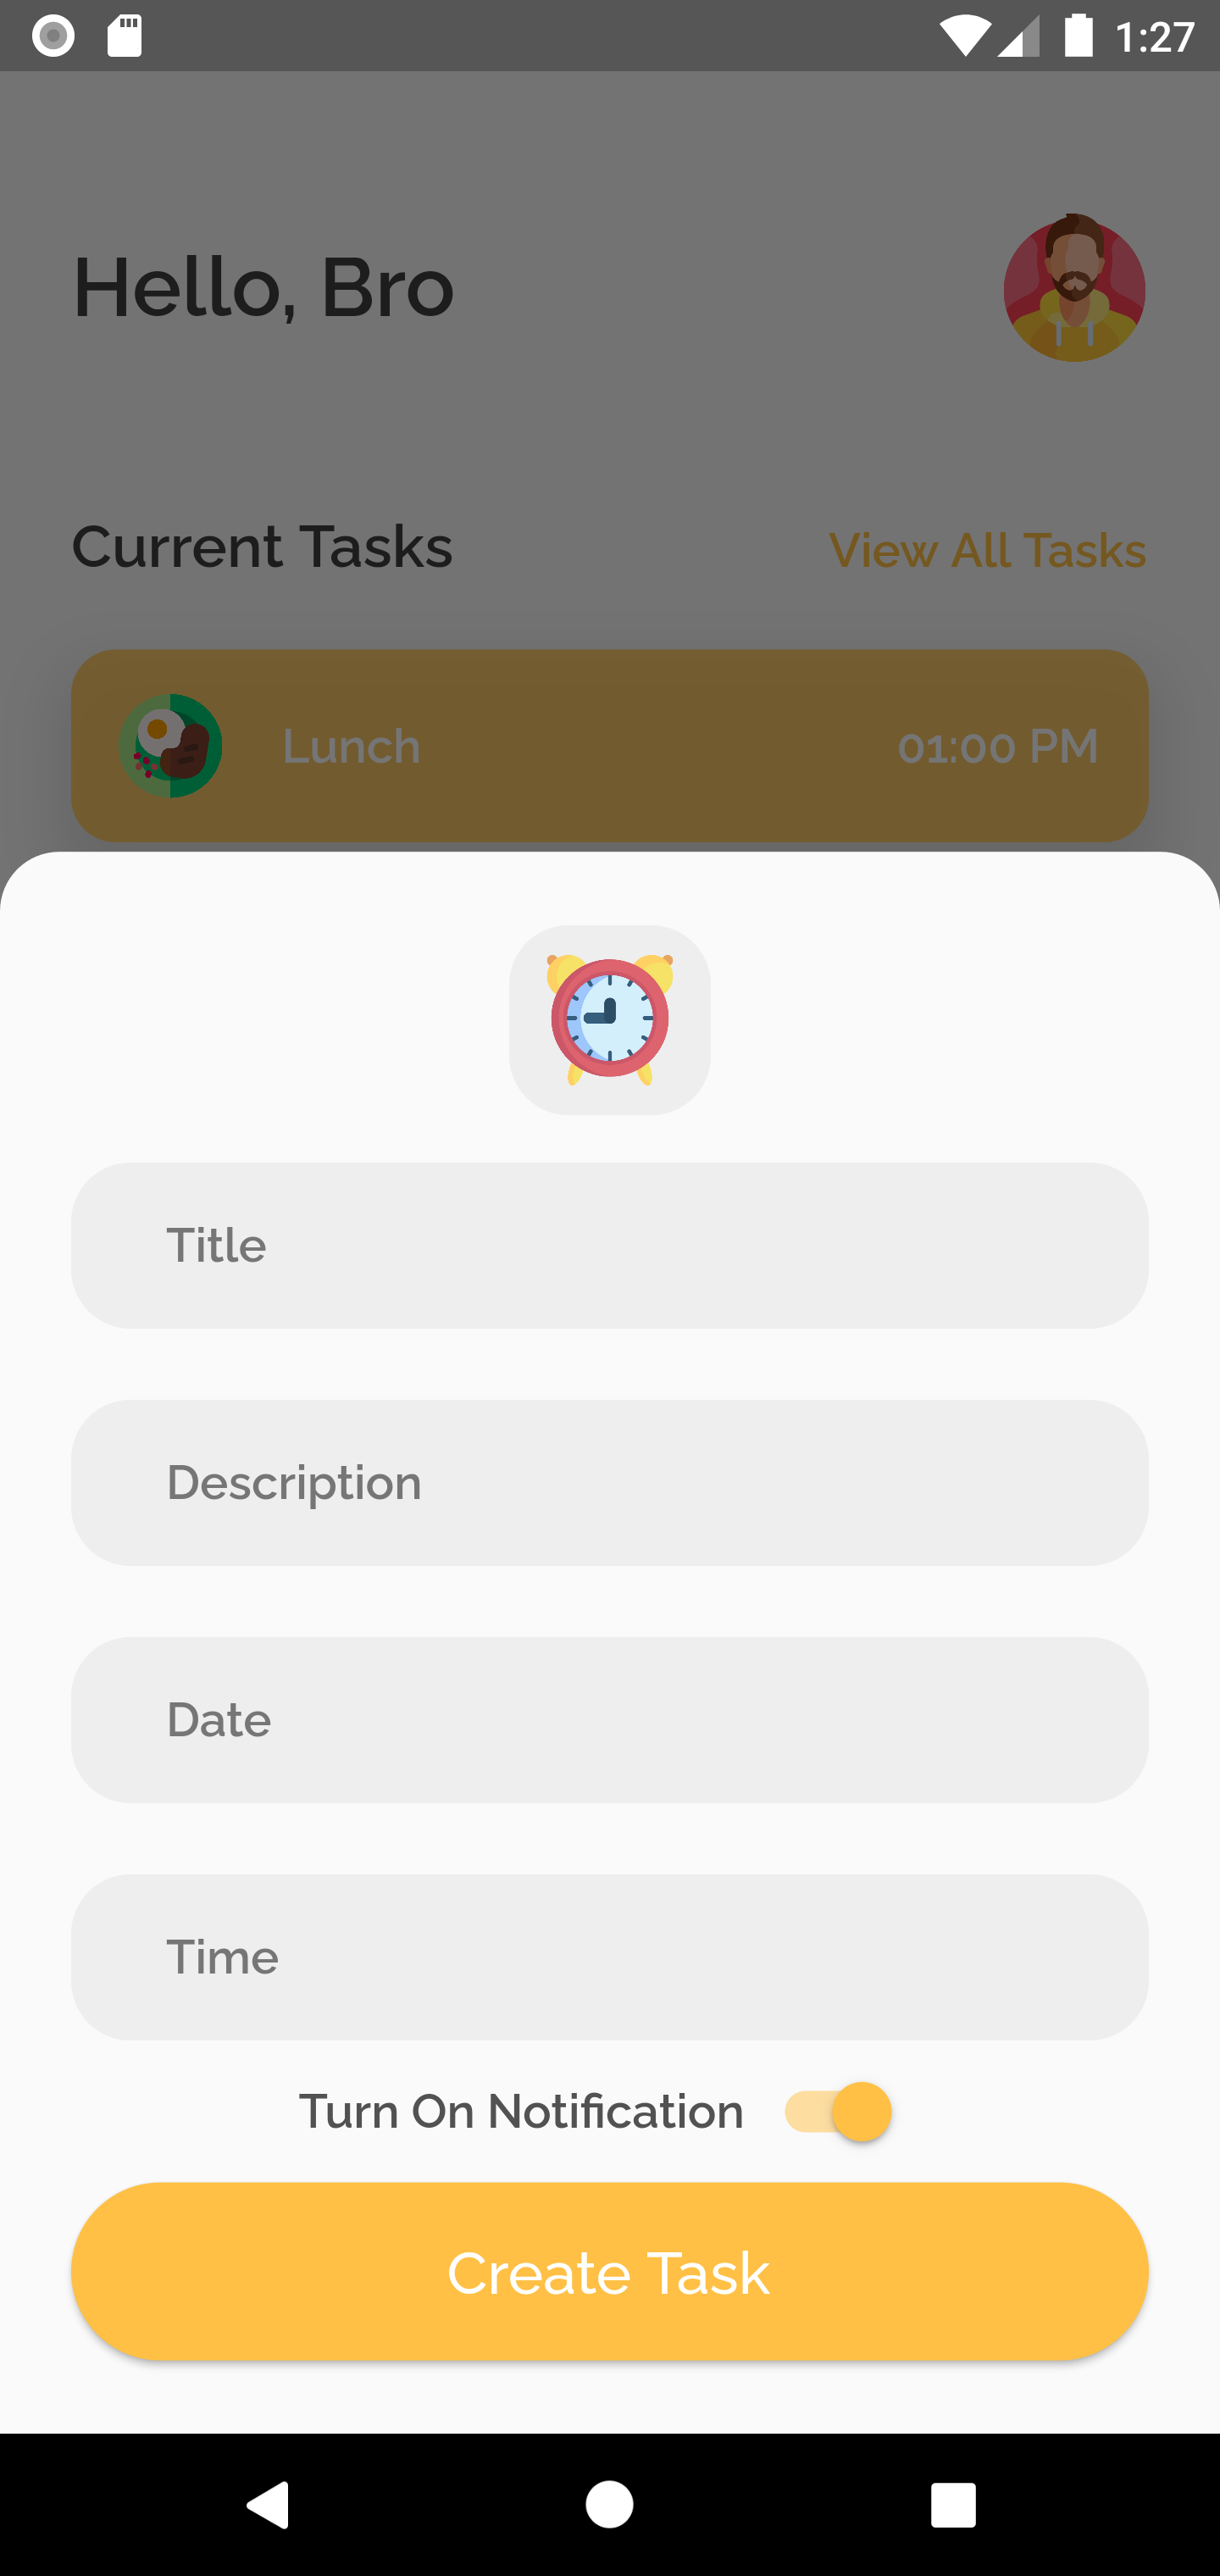 1:27
Hello, Bro
Current Tasks
View All Tasks
Lunch
01:00 PM
Title
Description
Date
Time
Turn On Notification
Create Task